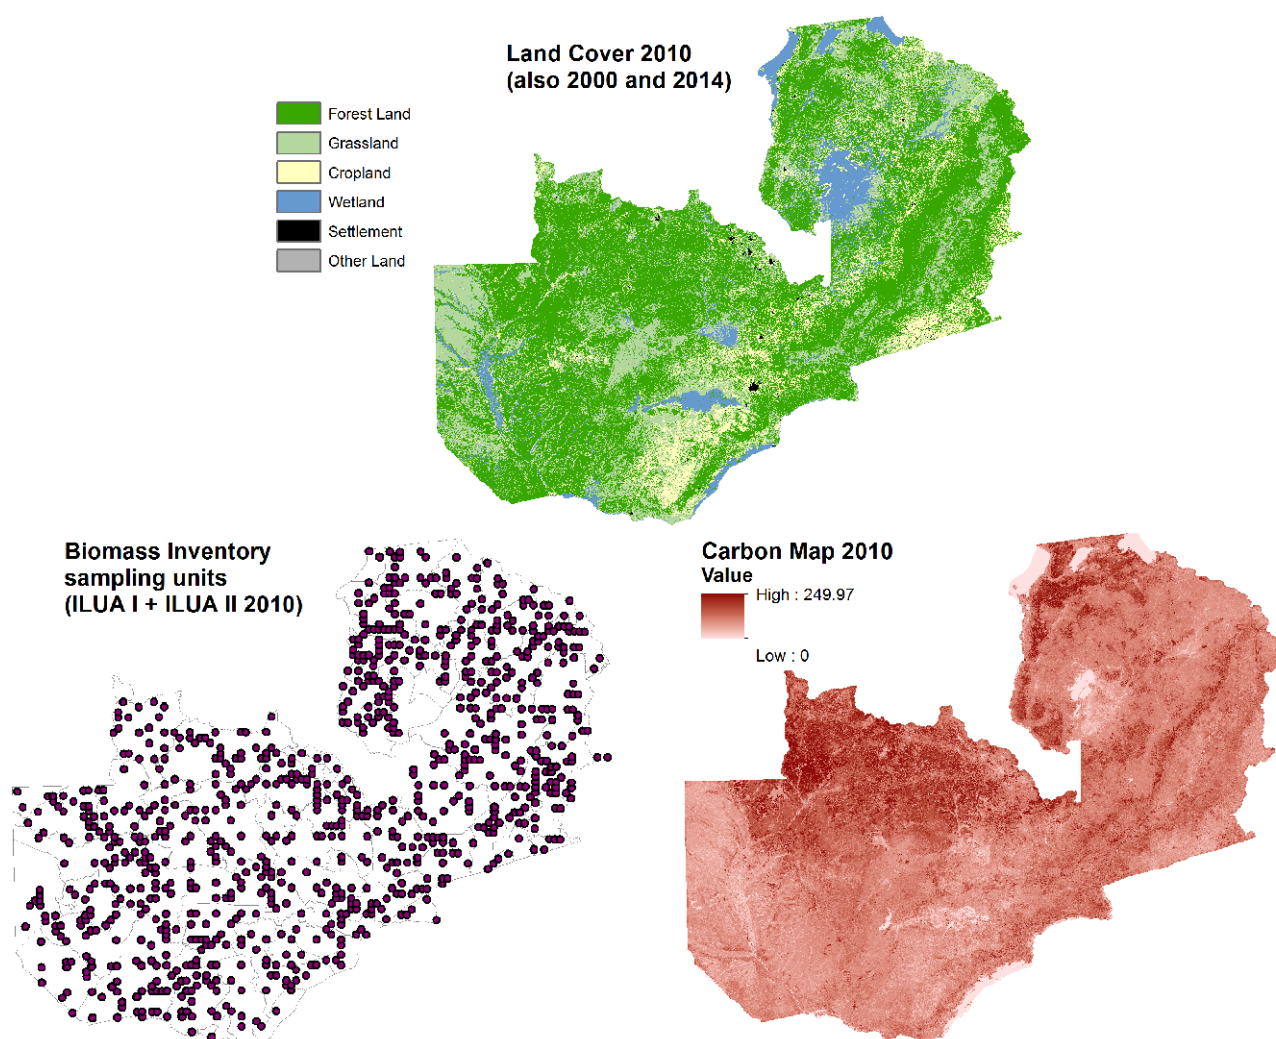 Land Cover 2010
(also 2000 and 2014)
Forest Land
Grassland
Cropland
Wetland
Settlement
Other Land
Biomass Inventory
sampling units
(ILUA I + ILUA II 2010)
Carbon Map 2010
Value
High : 249.97
Low : 0